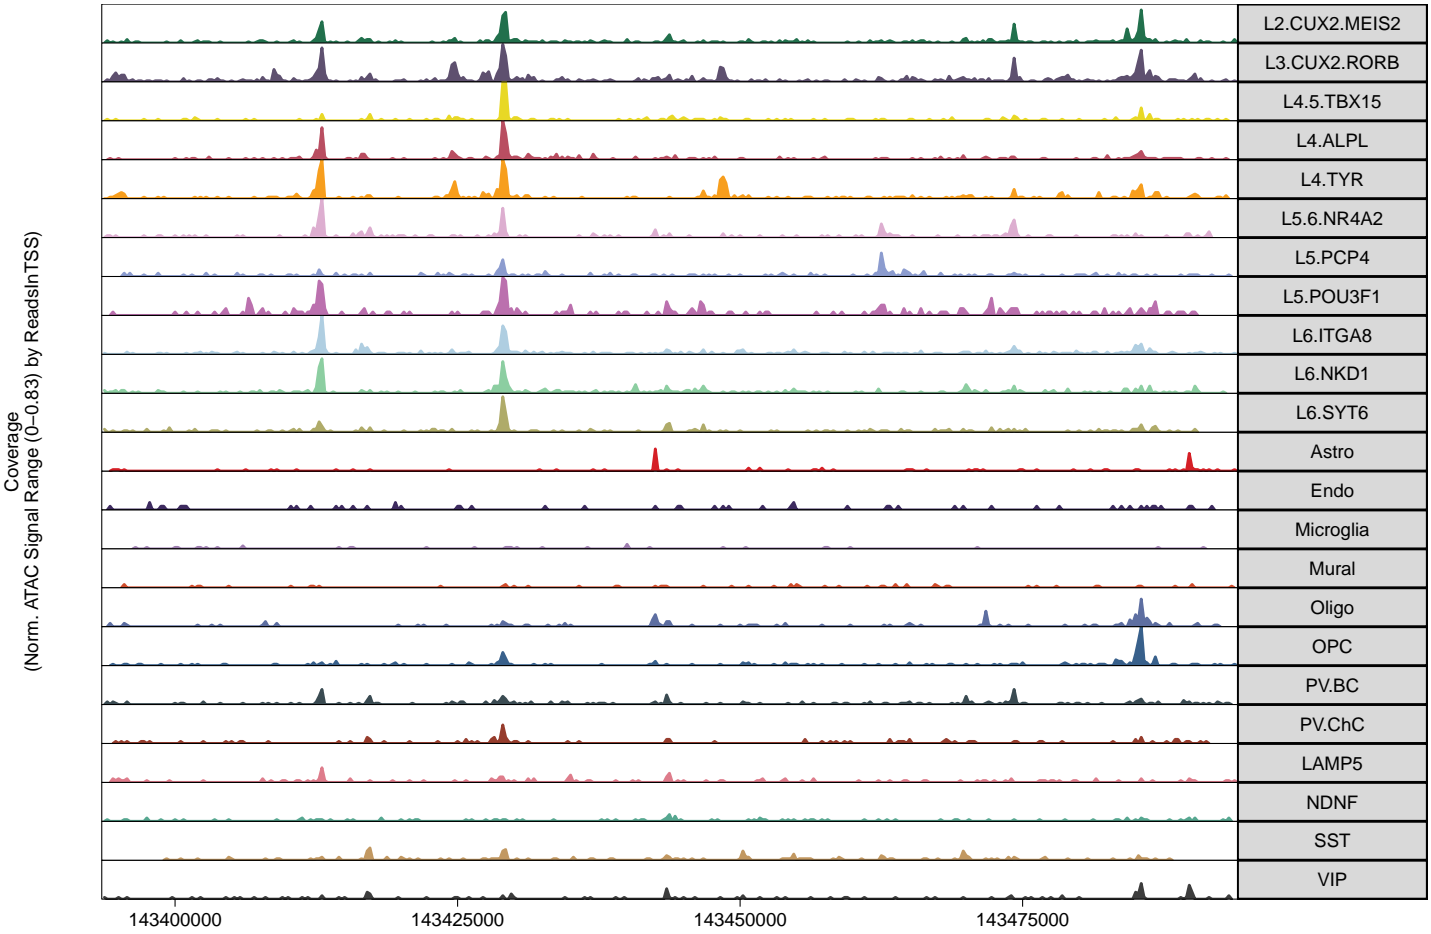 L2.CUX2.MEIS2
L3.CUX2.RORB
L4.5.TBX15
L4.ALPL
L4.TYR
L5.6.NR4A2
L5.PCP4
L5.POU3F1
L6.ITGA8
L6.NKD1
L6.SYT6
Astro
Endo
Microglia
Mural
Oligo
OPC
PV.BC
PV.ChC
LAMP5
NDNF
SST
VIP
Coverage
(Norm. ATAC Signal Range (0–0.83) by ReadsInTSS)
143400000 143425000 143450000 143475000